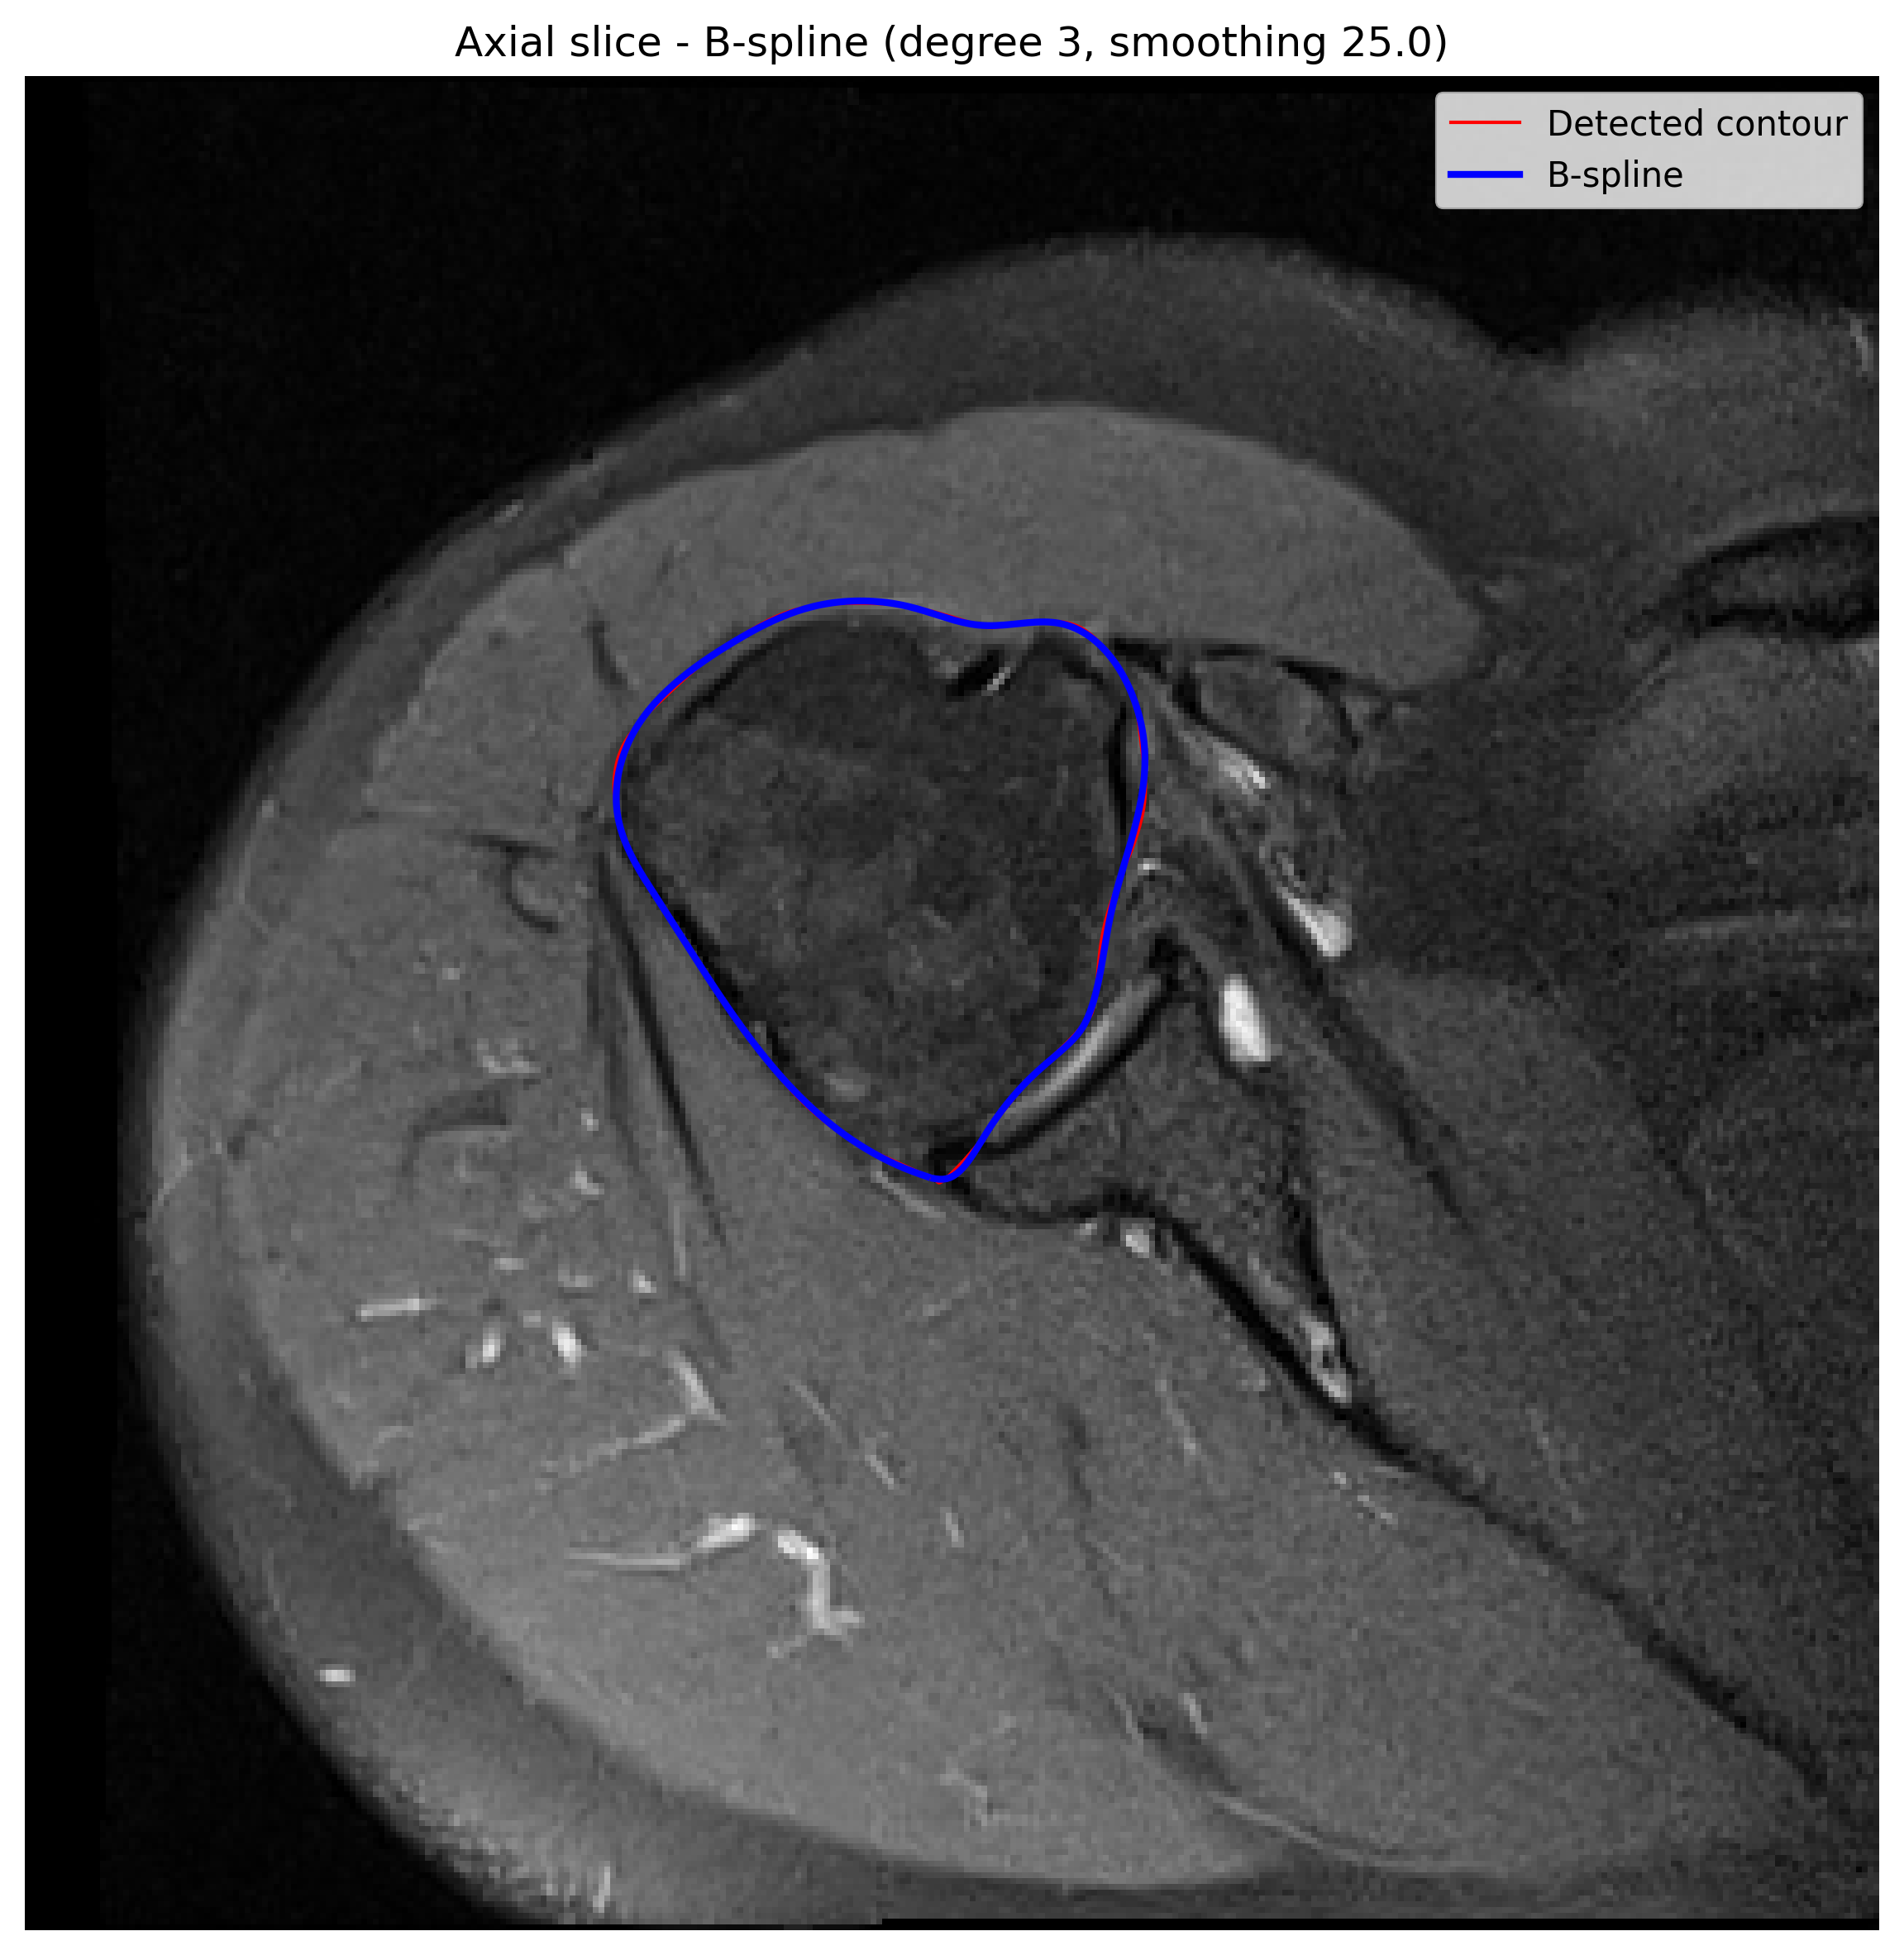 Axial slice - B-spline (degree 3, smoothing 25.0)
Detected contour
B-spline